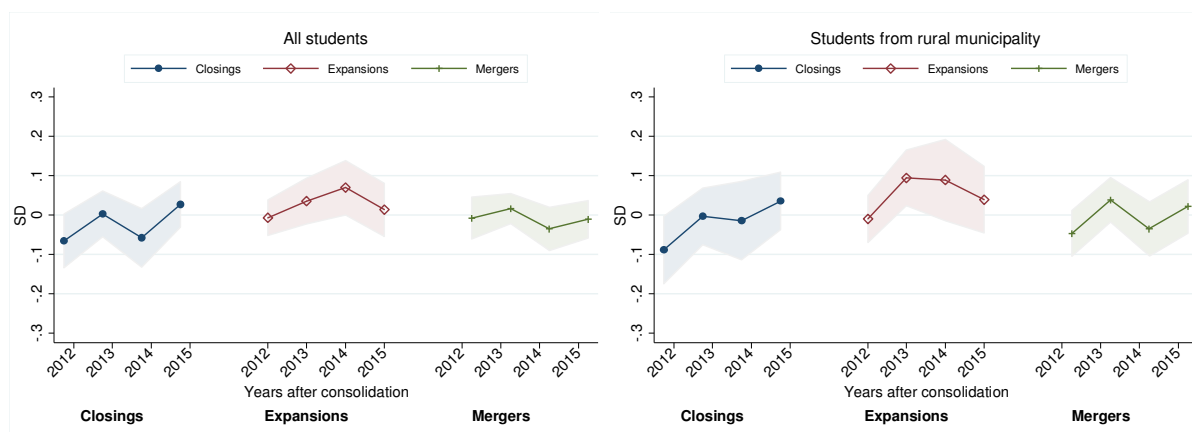 All students
Closings Expansions Mergers
.3
.2
.1
0
-.1
-.2
-.3
SD
2012 2013 2014 2015 2012 2013 2014 2015 2012 2013 2014 2015
Years after consolidation
Closings Expansions Mergers
Students from rural municipality
Closings Expansions Mergers
.3
.2
.1
0
-.1
-.2
-.3
SD
2012 2013 2014 2015 2012 2013 2014 2015 2012 2013 2014 2015
Years after consolidation
Closings Expansions Mergers